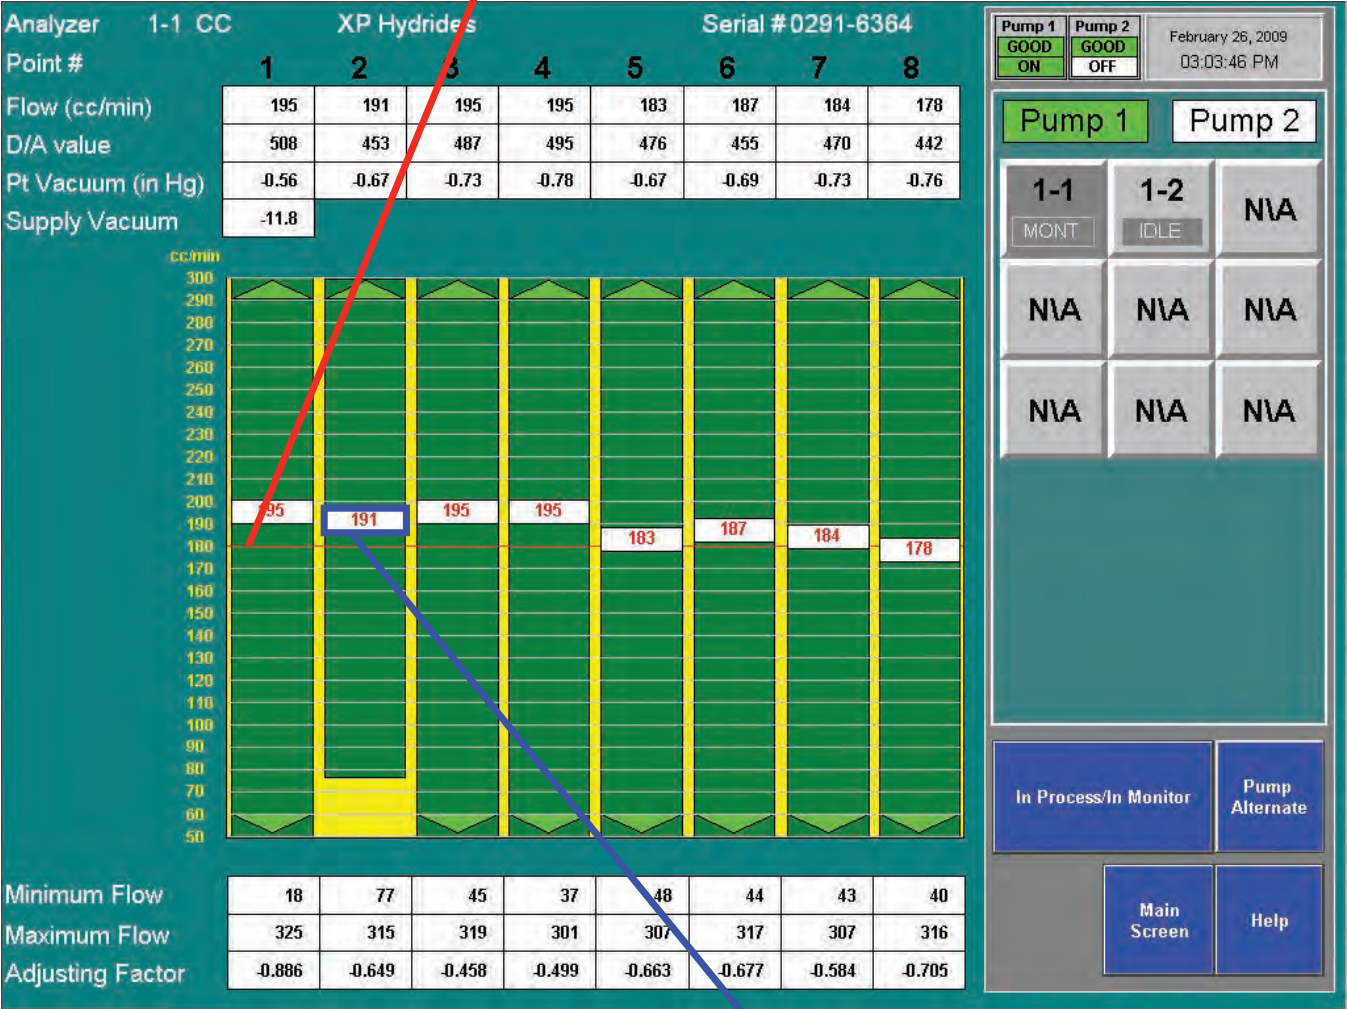 Analyzer 1-1 CC XP Hydrides Serial # 0291-6364
Point # 1 2 3 4 5 6 7 8
Flow (cc/min) 195 191 195 195 183 187 184 178
D/A value 508 453 487 495 476 455 470 442
Pt Vacuum (in Hg) -0.56 -0.67 -0.73 -0.78 -0.67 -0.69 -0.73 -0.76
Supply Vacuum -11.8
cc/min
300
290
280
270
260
250
240
230
220
210
200
190
180
170
160
150
140
130
120
110
100
90
80
70
60
50
195 191 195 195 183 187 184 178
Minimum Flow 18 77 45 37 48 44 43 40
Maximum Flow 325 315 319 301 307 317 307 316
Adjusting Factor -0.886 -0.649 -0.458 -0.499 -0.663 -0.677 -0.584 -0.705
Pump 1 Pump 2
GOOD GOOD
ON OFF
February 26, 2009
03:03:46 PM
Pump 1 Pump 2
1-1 1-2 N\A
MONT IDLE
N\A N\A N\A
N\A N\A N\A
In Process/In Monitor
Pump
Alternate
Main
Screen
Help